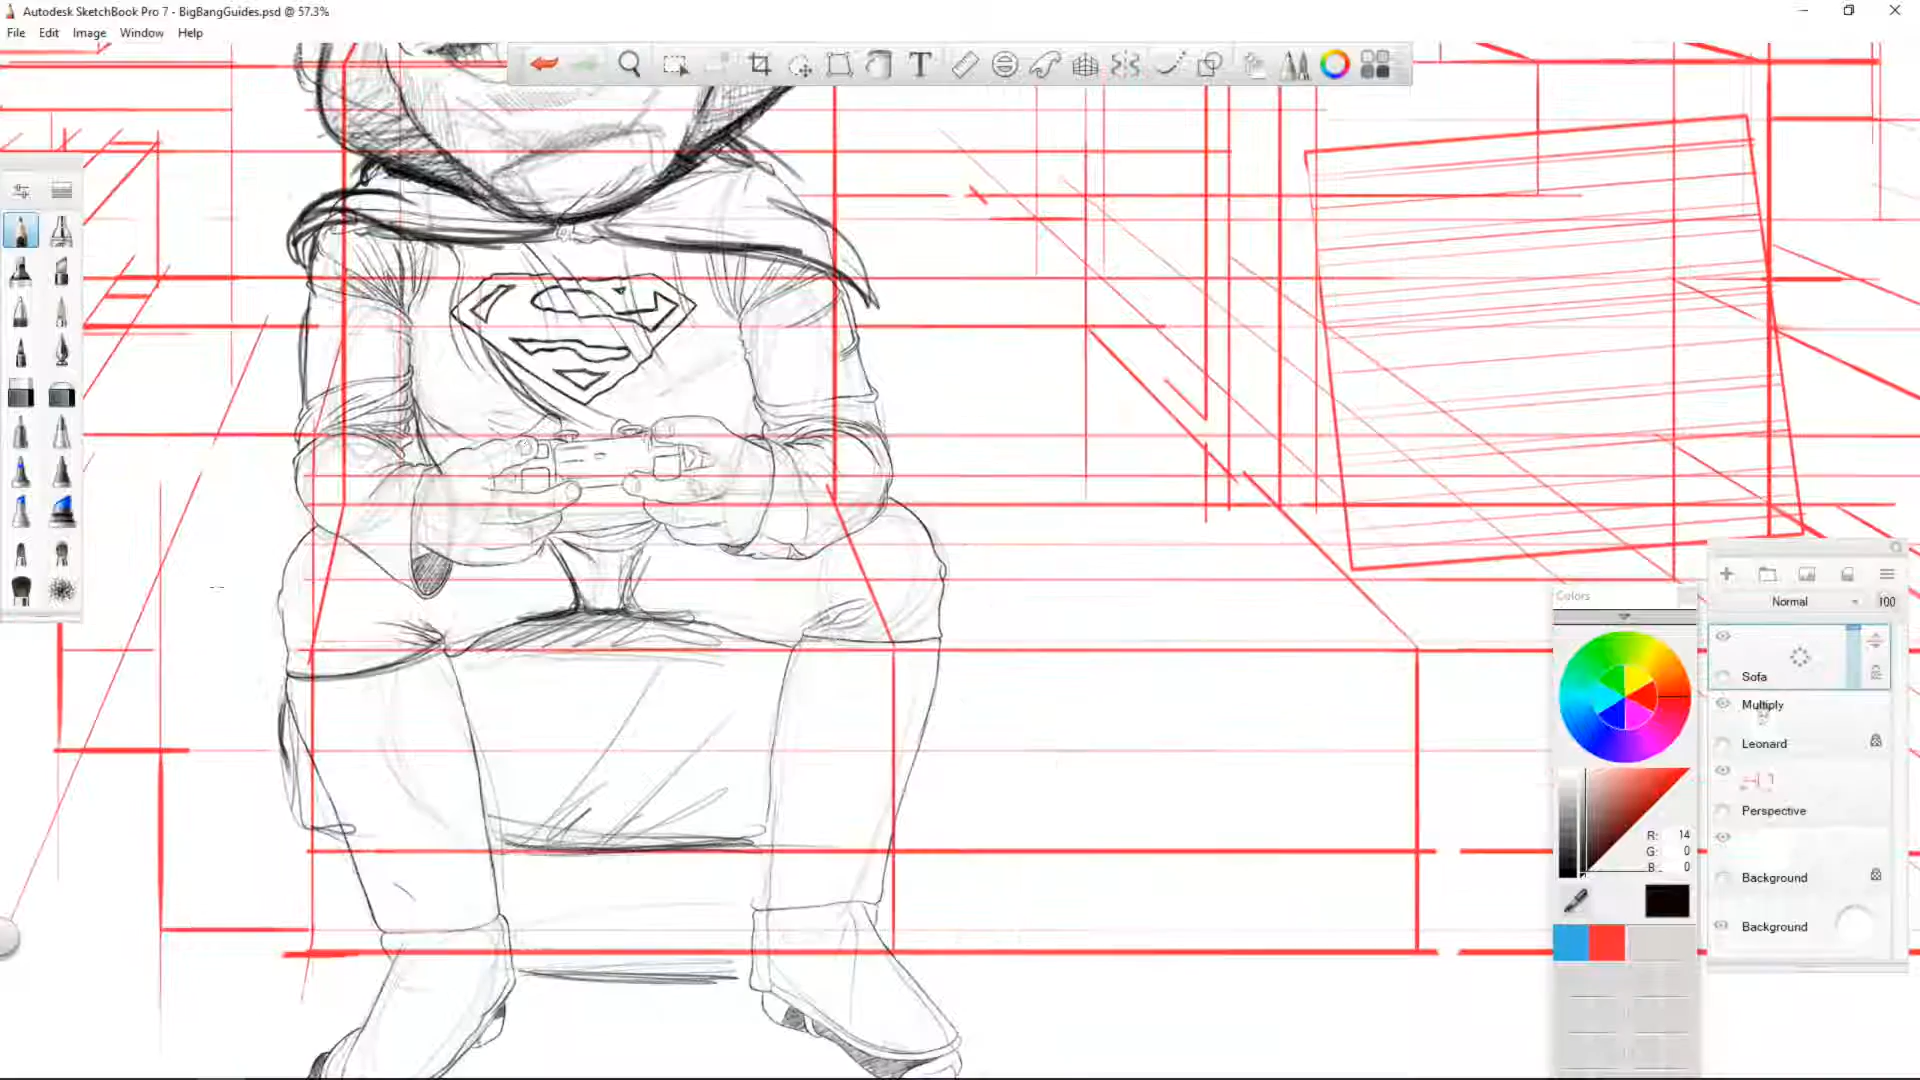 Autodesk SketchBook Pro 7 - BigBangGuides.psd @ 57.3%
File Edit Image Window Help
T
Normal 100
Colors
Sofa
Multiply
Leonard
Perspective
R: 14
G: 0
B: 0
Background
Background